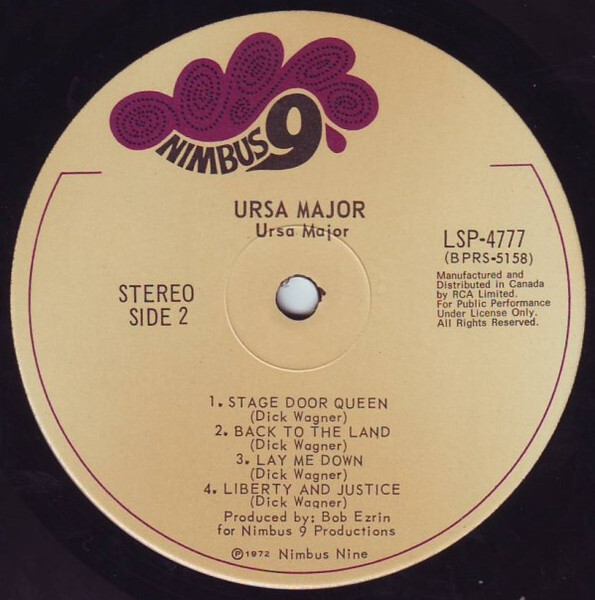 NIMBUS 9
URSA MAJOR
Ursa Major
STEREO
SIDE 2
LSP-4777
(BPRS-5158)
Manufactured and
Distributed in Canada
by RCA Limited.
For Public Performance
Under License Only.
All Rights Reserved.
1. STAGE DOOR QUEEN
(Dick Wagner)
2. BACK TO THE LAND
(Dick Wagner)
3. LAY ME DOWN
(Dick Wagner)
4. LIBERTY AND JUSTICE
(Dick Wagner)
Produced by: Bob Ezrin
for Nimbus 9 Productions
℗1972 Nimbus Nine